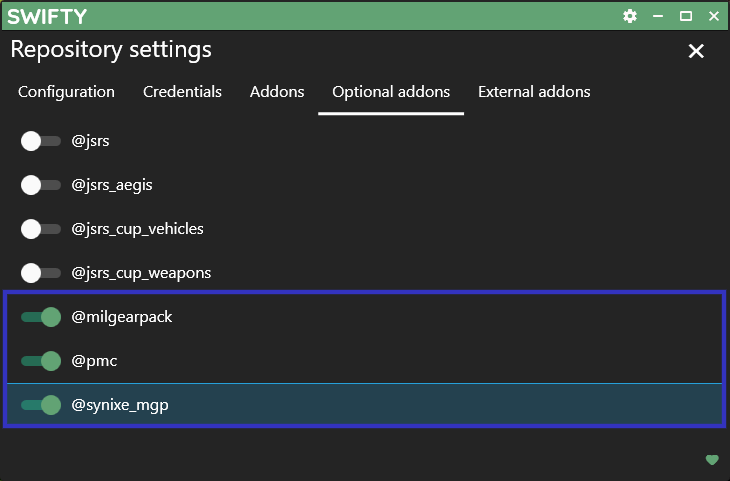 SWIFTY
Repository settings
Configuration Credentials Addons Optional addons External addons
@jsrs
@jsrs_aegis
@jsrs_cup_vehicles
@jsrs_cup_weapons
@milgearpack
@pmc
@synixe_mgp